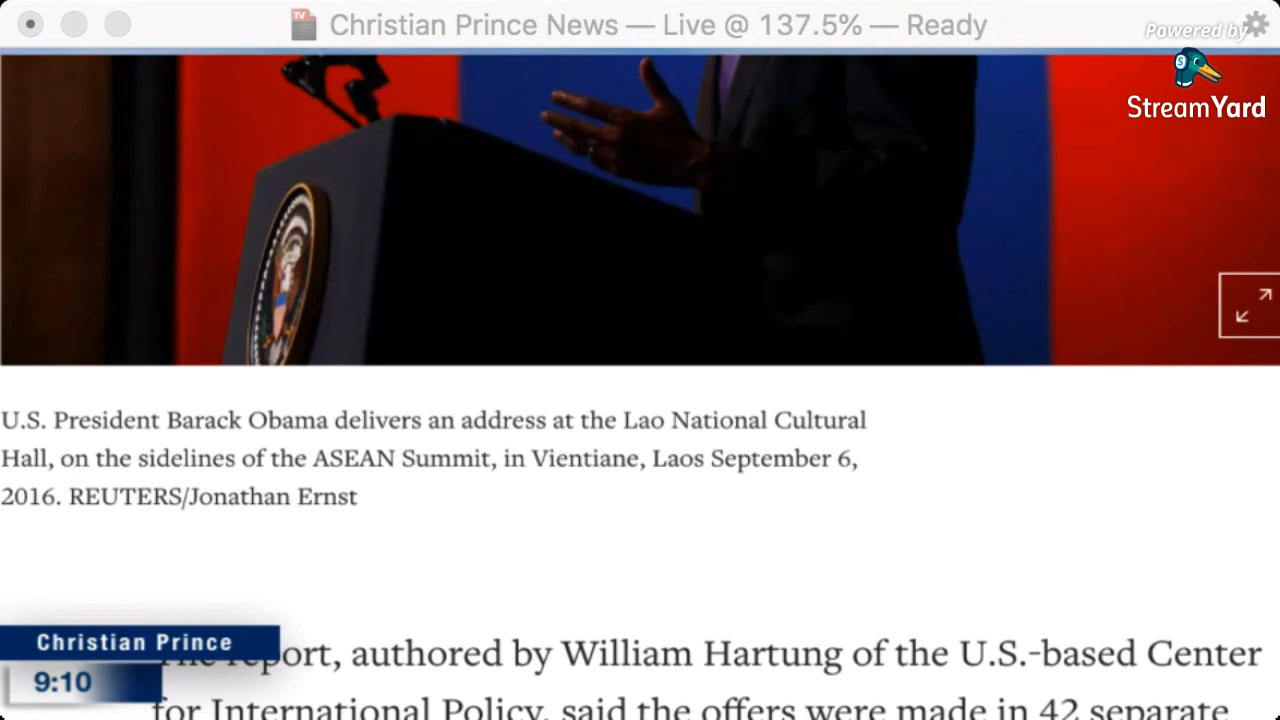 TV
Christian Prince News — Live @ 137.5% — Ready
Powered by
S
StreamYard
U.S. President Barack Obama delivers an address at the Lao National Cultural
Hall, on the sidelines of the ASEAN Summit, in Vientiane, Laos September 6,
2016. REUTERS/Jonathan Ernst
Christian Prince
9:10
The report, authored by William Hartung of the U.S.-based Center
for International Policy, said the offers were made in 42 separate